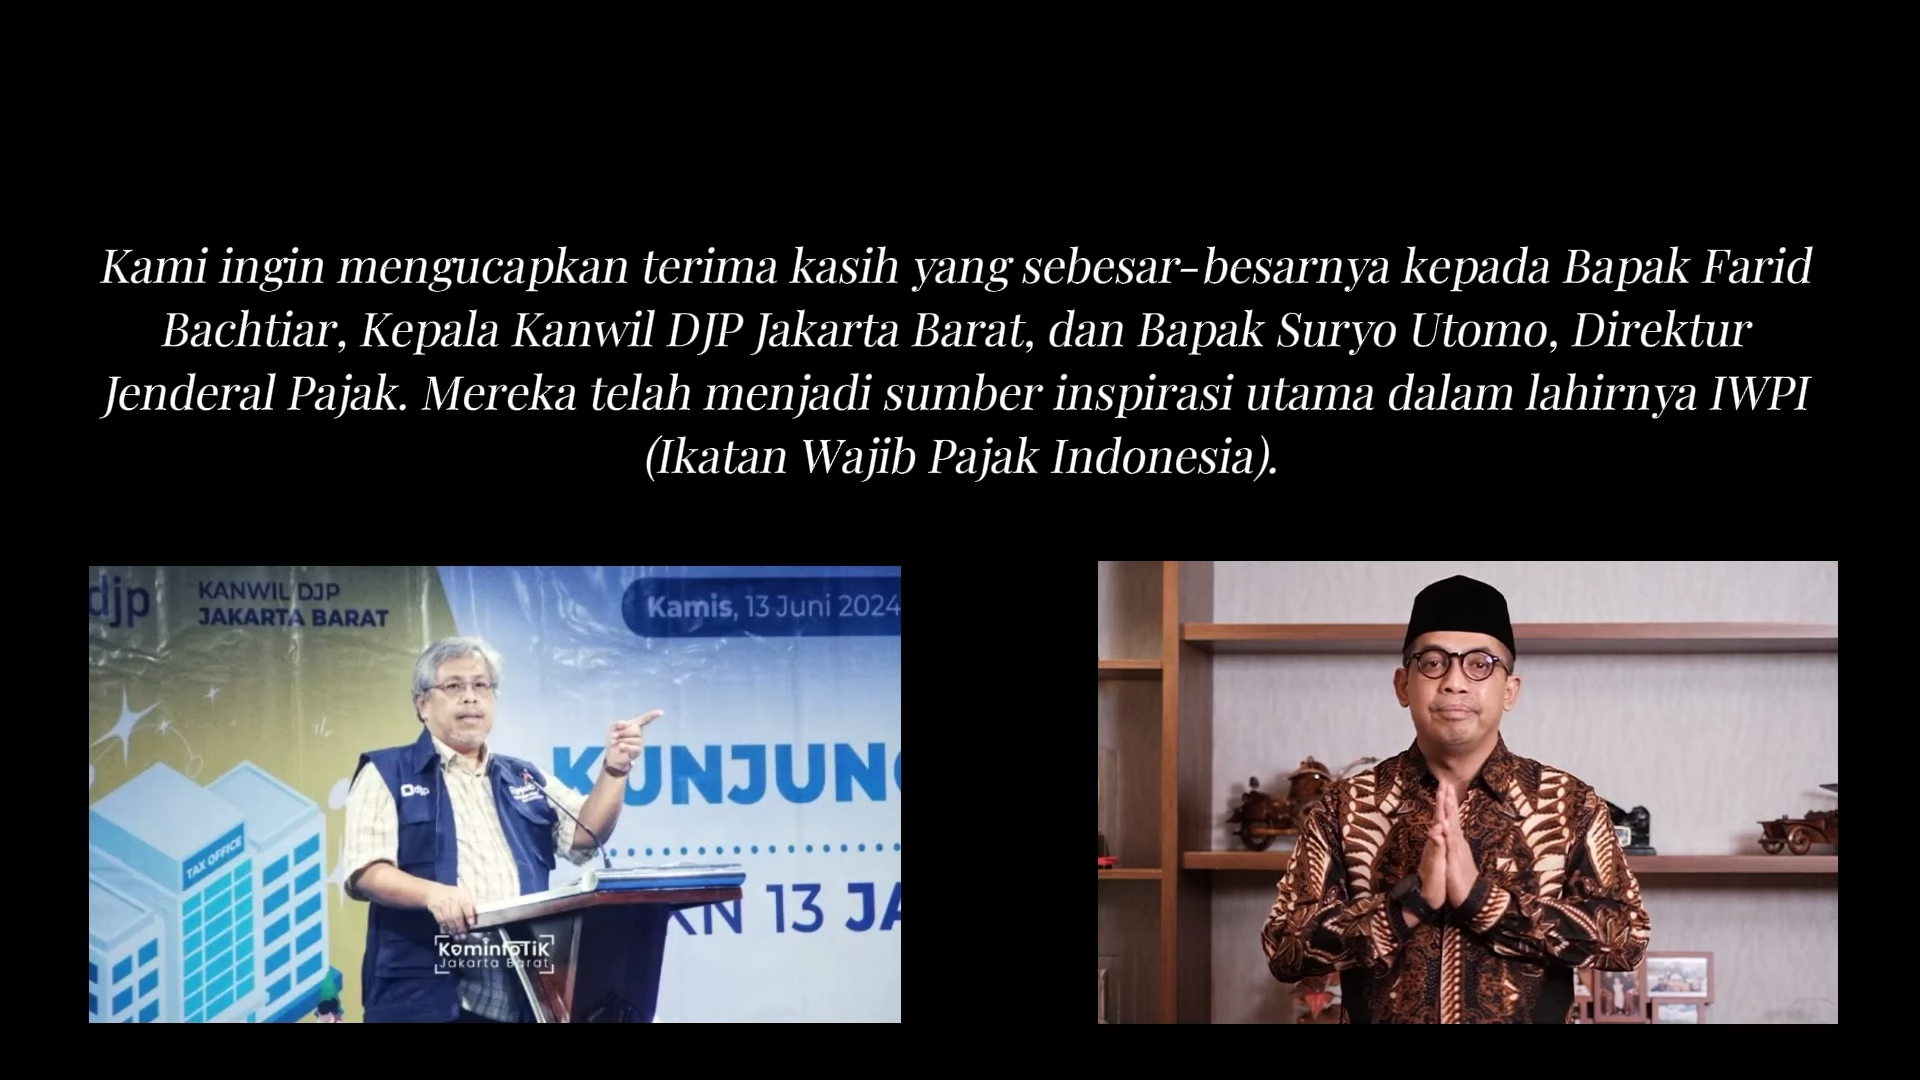 Kami ingin mengucapkan terima kasih yang sebesar-besarnya kepada Bapak Farid
Bachtiar, Kepala Kanwil DJP Jakarta Barat, dan Bapak Suryo Utomo, Direktur
Jenderal Pajak. Mereka telah menjadi sumber inspirasi utama dalam lahirnya IWPI
(Ikatan Wajib Pajak Indonesia).
djp
KANWIL DJP
JAKARTA BARAT
Kamis, 13 Juni 2024
KUNJUNG
TAX OFFICE
djp
KN 13 JA
KominfoTIK
Jakarta Barat